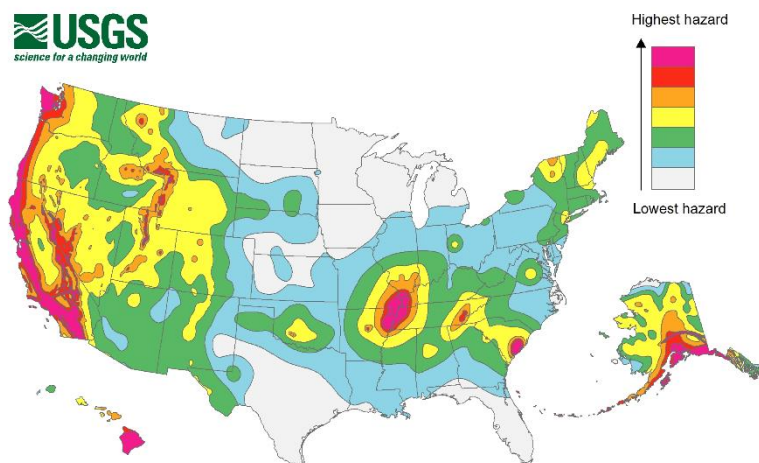 USGS
science for a changing world
Highest hazard
Lowest hazard